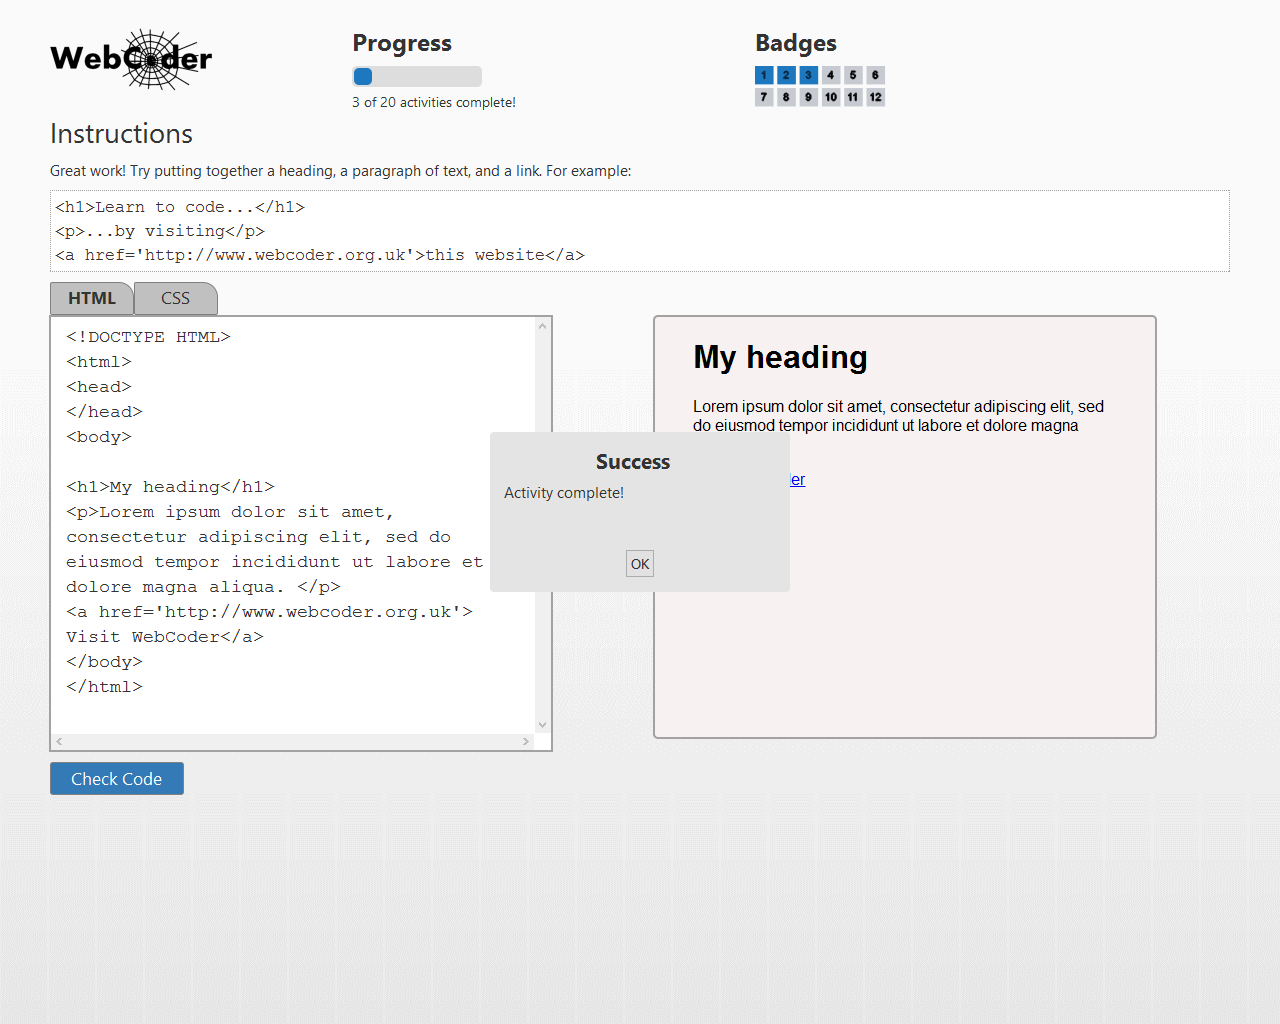 WebCoder
Progress
3 of 20 activities complete!
Badges
1 2 3 4 5 6
7 8 9 10 11 12
Instructions
Great work! Try putting together a heading, a paragraph of text, and a link. For example:
<h1>Learn to code...</h1>
<p>...by visiting</p>
<a href='http://www.webcoder.org.uk'>this website</a>
HTML CSS
<!DOCTYPE HTML>
<html>
<head>
</head>
<body>
<h1>My heading</h1>
<p>Lorem ipsum dolor sit amet,
consectetur adipiscing elit, sed do
eiusmod tempor incididunt ut labore et
dolore magna aliqua. </p>
<a href='http://www.webcoder.org.uk'>
Visit WebCoder</a>
</body>
</html>
My heading
Lorem ipsum dolor sit amet, consectetur adipiscing elit, sed
do eiusmod tempor incididunt ut labore et dolore magna
Success
Activity complete!
OK
Check Code